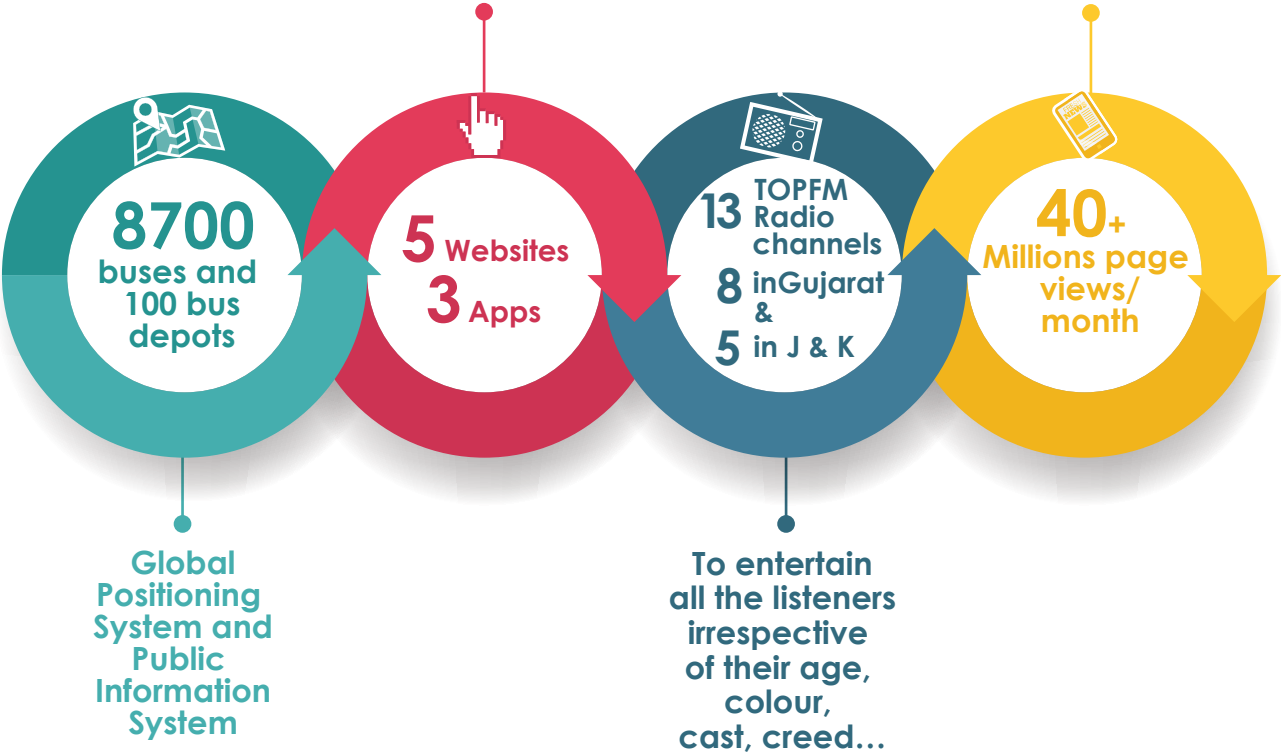 8700
buses and
100 bus
depots
Global
Positioning
System and
Public
Information
System
5 Websites
3 Apps
13 TOPFM
Radio
channels
8 inGujarat
&
5 in J & K
To entertain
all the listeners
irrespective
of their age,
colour,
cast, creed...
NEWS
40+
Millions page
views/
month